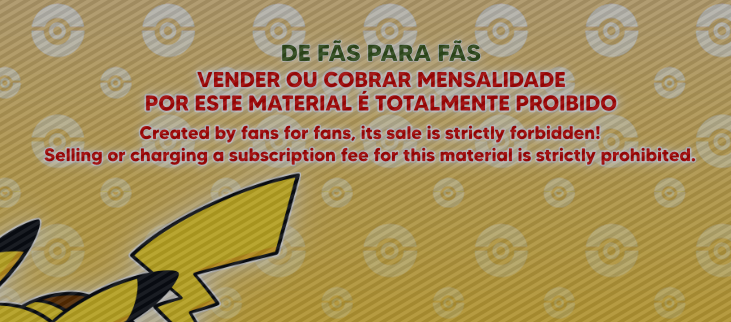 DE FÃS PARA FÃS
VENDER OU COBRAR MENSALIDADE
POR ESTE MATERIAL É TOTALMENTE PROIBIDO
Created by fans for fans, its sale is strictly forbidden!
Selling or charging a subscription fee for this material is strictly prohibited.